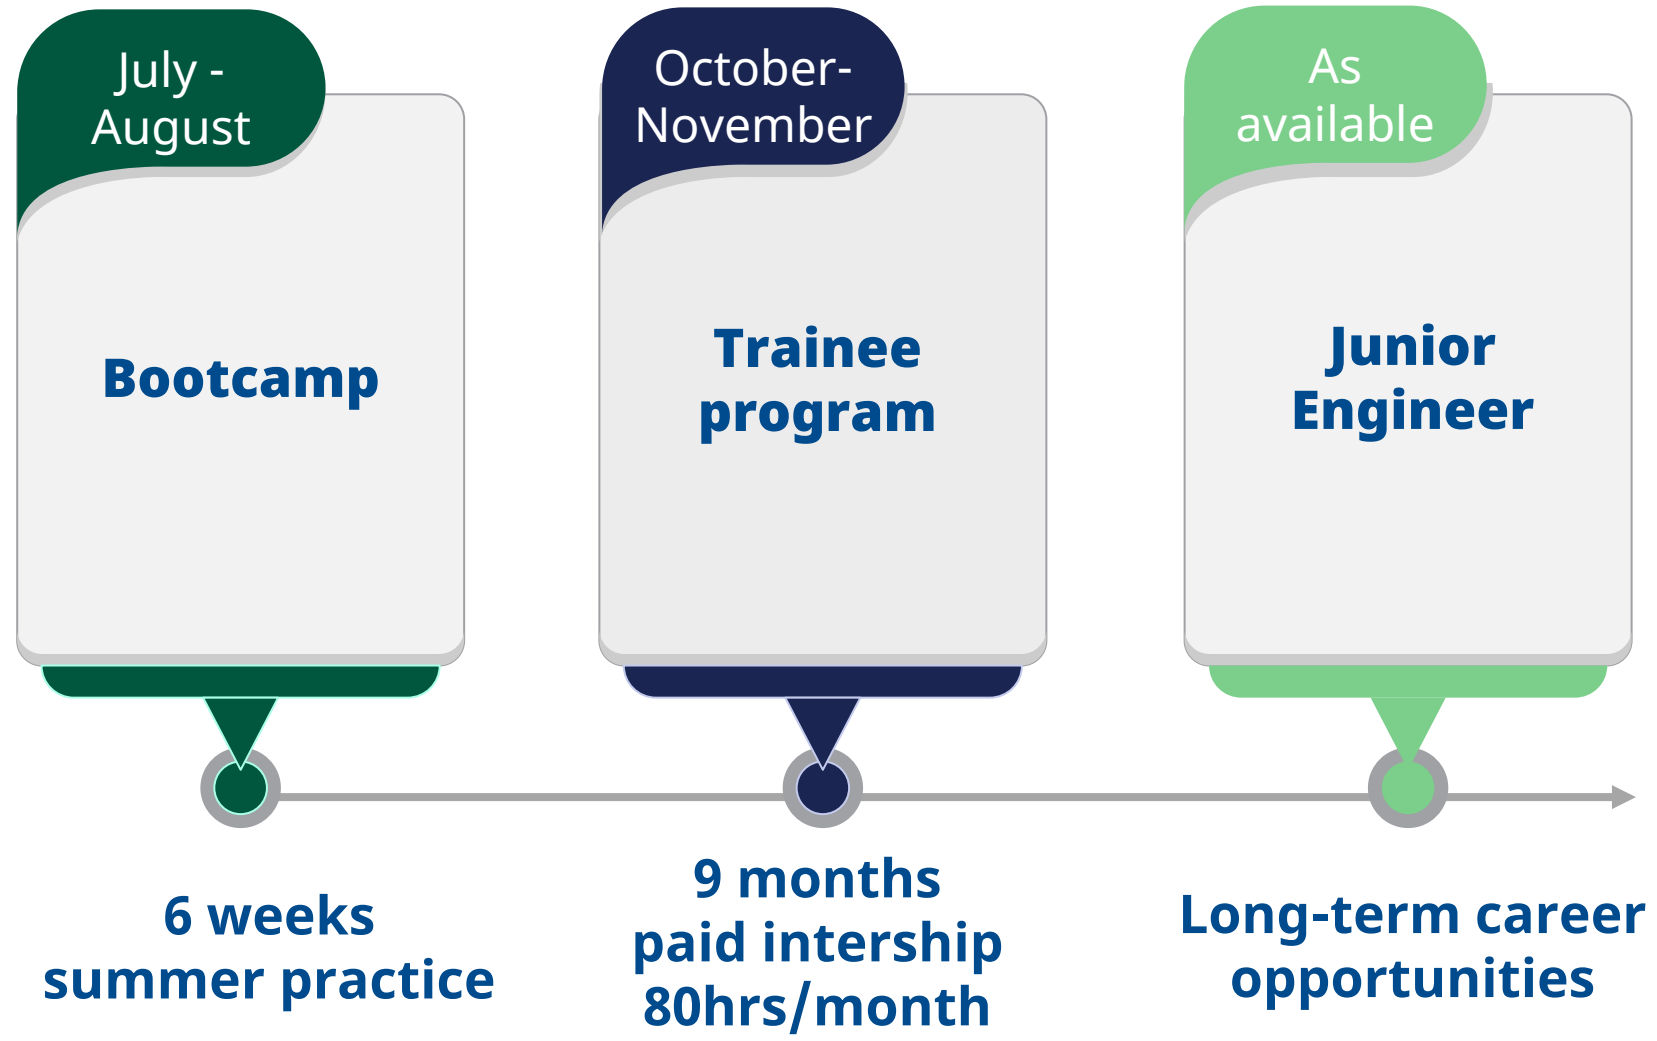 July -
August
Bootcamp
6 weeks
summer practice
October-
November
Trainee
program
9 months
paid intership
80hrs/month
As
available
Junior
Engineer
Long-term career
opportunities